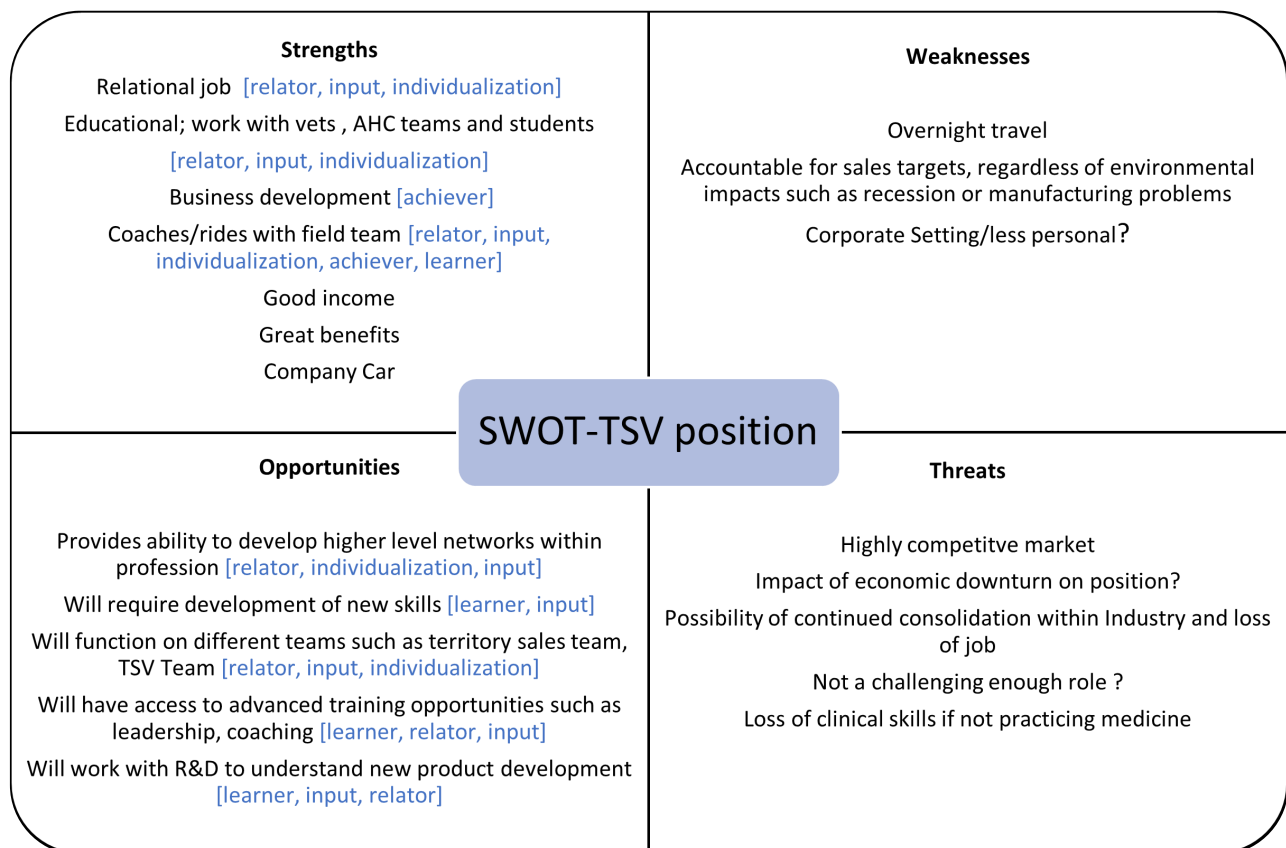 Strengths
Relational job [relator, input, individualization]
Educational; work with vets , AHC teams and students
[relator, input, individualization]
Business development [achiever]
Coaches/rides with field team [relator, input,
individualization, achiever, learner]
Good income
Great benefits
Company Car
Weaknesses
Overnight travel
Accountable for sales targets, regardless of environmental
impacts such as recession or manufacturing problems
Corporate Setting/less personal?
SWOT-TSV position
Opportunities
Provides ability to develop higher level networks within
profession [relator, individualization, input]
Will require development of new skills [learner, input]
Will function on different teams such as territory sales team,
TSV Team [relator, input, individualization]
Will have access to advanced training opportunities such as
leadership, coaching [learner, relator, input]
Will work with R&D to understand new product development
[learner, input, relator]
Threats
Highly competitve market
Impact of economic downturn on position?
Possibility of continued consolidation within Industry and loss
of job
Not a challenging enough role ?
Loss of clinical skills if not practicing medicine